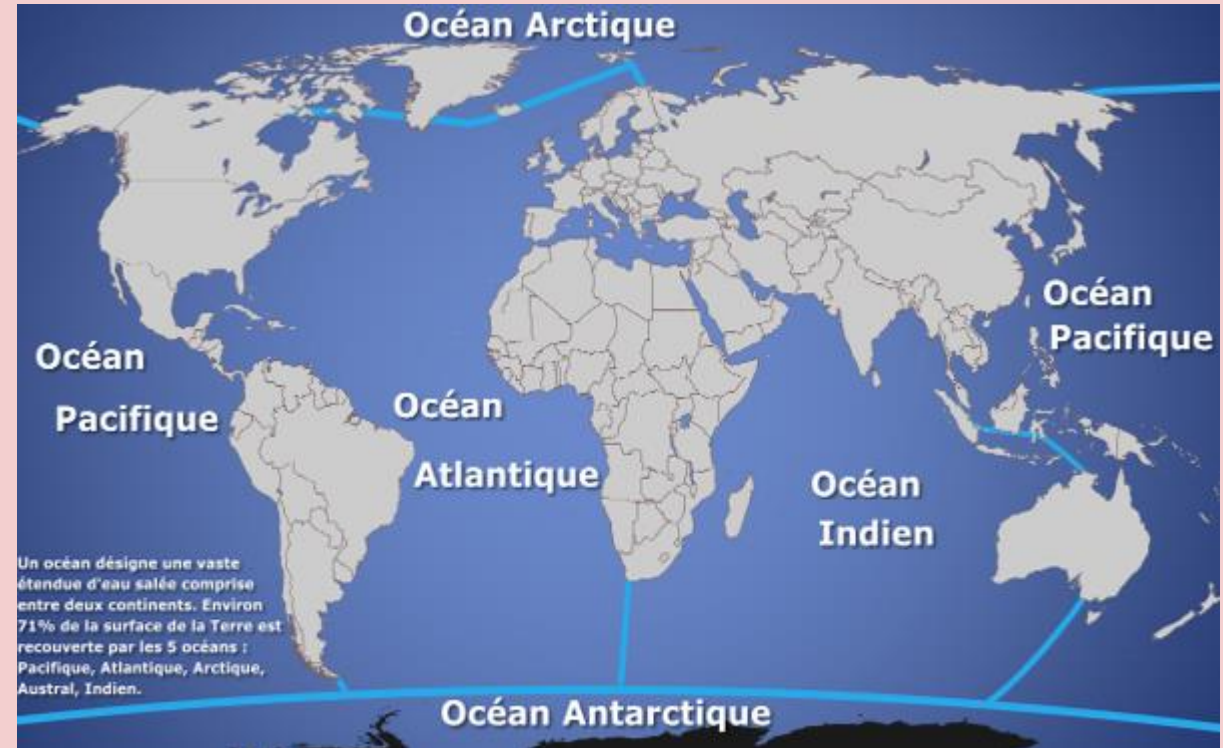 Océan Arctique
Océan
Pacifique
Océan
Pacifique
Océan
Atlantique
Océan
Indien
Un océan désigne une vaste
étendue d'eau salée comprise
entre deux continents. Environ
71% de la surface de la Terre est
recouverte par les 5 océans :
Pacifique, Atlantique, Arctique,
Austral, Indien.
Océan Antarctique